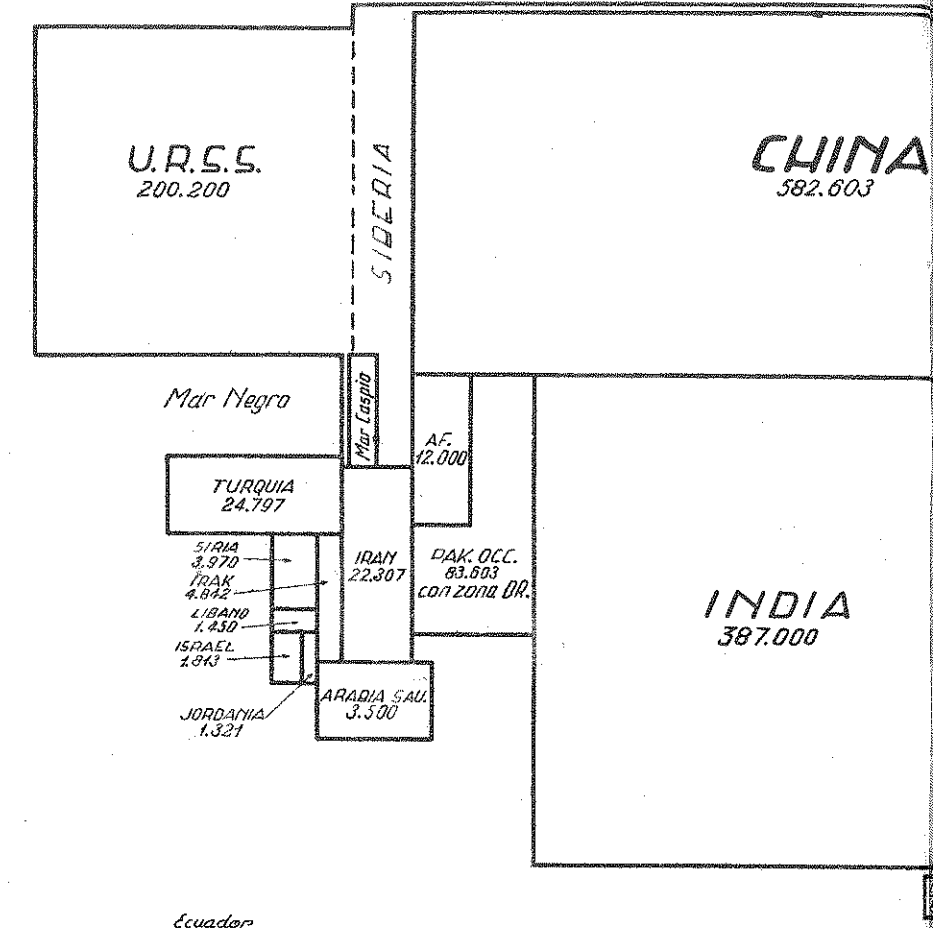 U.R.S.S.
200.200
SIBERIA
CHINA
582.603
Mar Negro
Mar Caspio
AF.
12.000
TURQUIA
24.797
SIRIA
3.970
IRAK
4.842
LIBANO
1.450
ISRAEL
1.813
JORDANIA
1.321
IRAN
22.307
PAK. OCC.
83.603
con zona DR.
ARABIA SAU.
3.500
INDIA
387.000
Ecuador